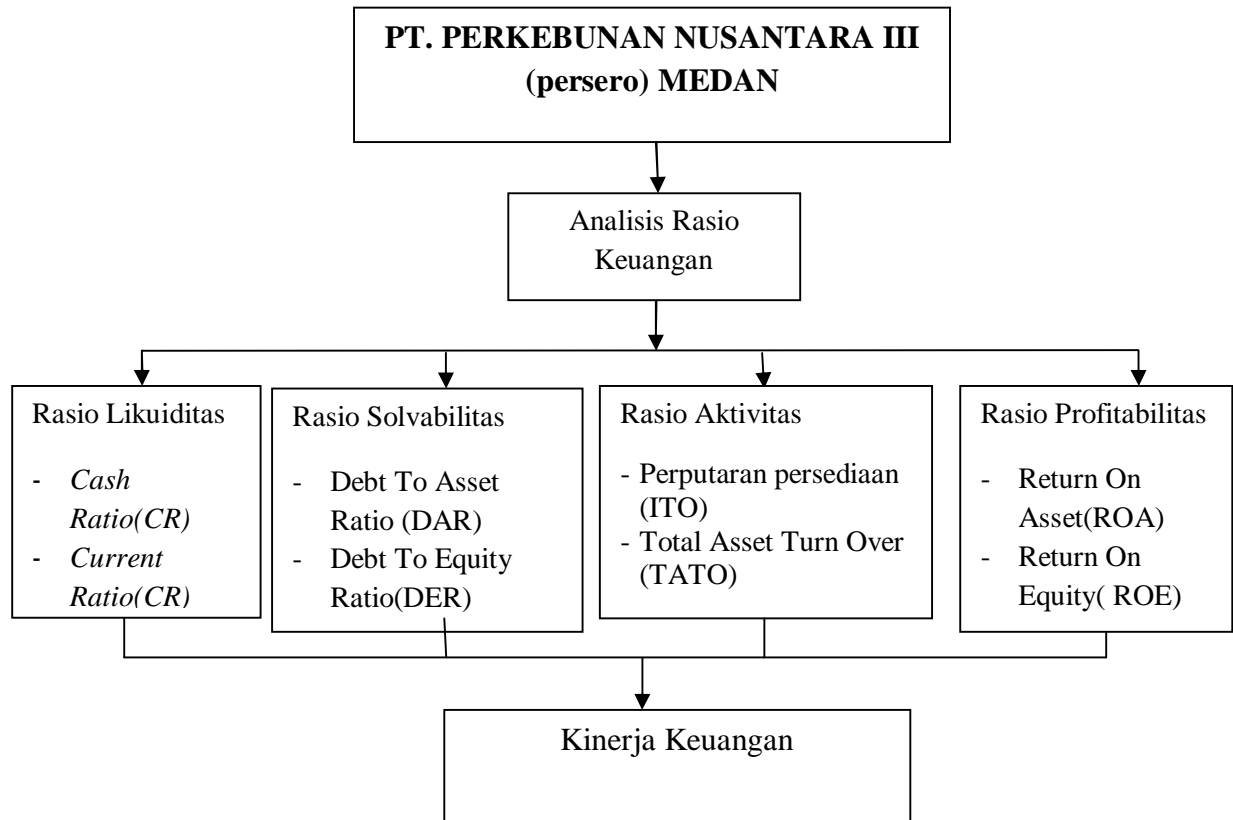 PT. PERKEBUNAN NUSANTARA III
(persero) MEDAN
Analisis Rasio
Keuangan
Rasio Likuiditas
- Cash
Ratio(CR)
- Current
Ratio(CR)
Rasio Solvabilitas
- Debt To Asset
Ratio (DAR)
- Debt To Equity
Ratio(DER)
Rasio Aktivitas
- Perputaran persediaan
(ITO)
- Total Asset Turn Over
(TATO)
Rasio Profitabilitas
- Return On
Asset(ROA)
- Return On
Equity( ROE)
Kinerja Keuangan